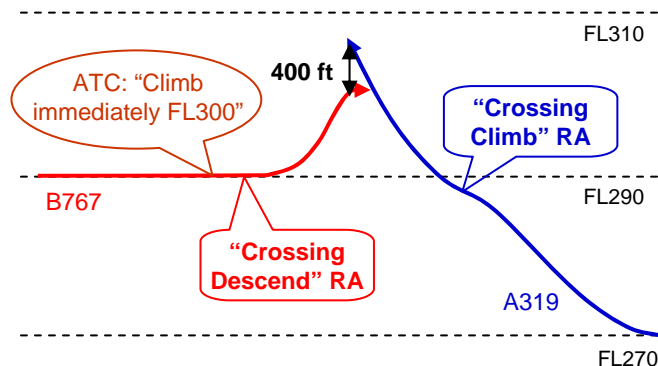 FL310
ATC: “Climb
immediately FL300”
400 ft
“Crossing
Climb” RA
B767
FL290
“Crossing
Descend” RA
A319
FL270